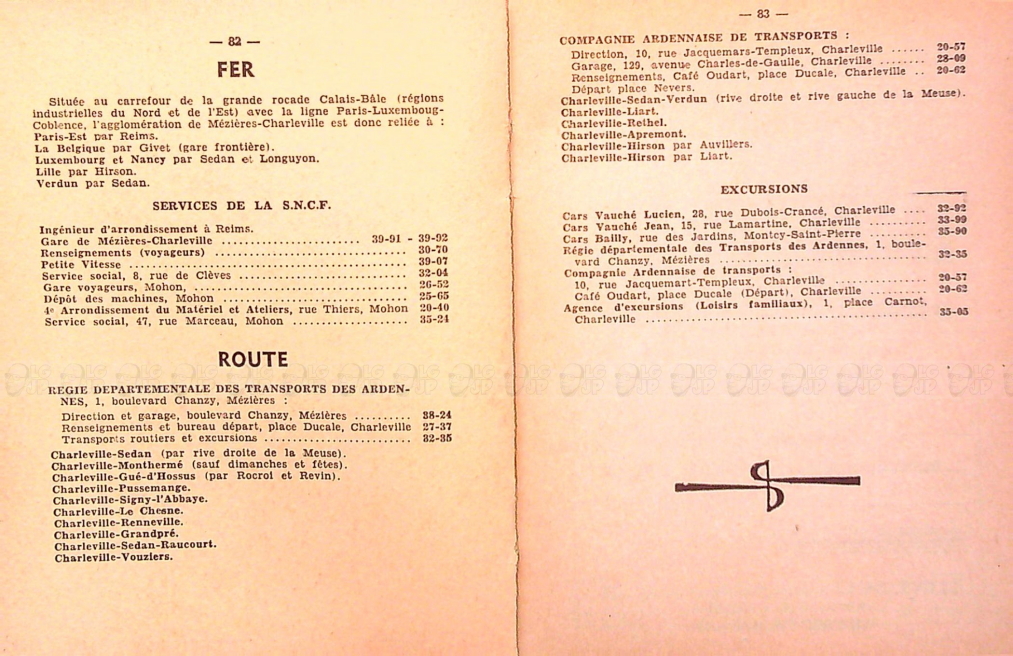 — 82 —
FER
Située au carrefour de la grande rocade Calais-Bâle (régions
industrielles du Nord et de l'Est) avec la ligne Paris-Luxembourg-
Coblence, l'agglomération de Mézières-Charleville est donc reliée à :
Paris-Est par Reims.
La Belgique par Givet (gare frontière).
Luxembourg et Nancy par Sedan et Longuyon.
Lille par Hirson.
Verdun par Sedan.
SERVICES DE LA S.N.C.F.
Ingénieur d'arrondissement à Reims.
Gare de Mézières-Charleville ........................ 39-91 - 39-92
Renseignements (voyageurs) .................................. 39-70
Petite Vitesse ................................................ 39-07
Service social, 8, rue de Clèves .............................. 32-04
Gare voyageurs, Mohon, ...................................... 26-52
Dépôt des machines, Mohon ................................ 25-65
4e Arrondissement du Matériel et Ateliers, rue Thiers, Mohon 20-40
Service social, 47, rue Marceau, Mohon .................... 35-24
ROUTE
REGIE DEPARTEMENTALE DES TRANSPORTS DES ARDEN-
NES, 1, boulevard Chanzy, Mézières :
Direction et garage, boulevard Chanzy, Mézières .......... 38-24
Renseignements et bureau départ, place Ducale, Charleville 27-37
Transports routiers et excursions .......................... 32-35
Charleville-Sedan (par rive droite de la Meuse).
Charleville-Monthermé (sauf dimanches et fêtes).
Charleville-Gué-d'Hossus (par Rocroi et Revin).
Charleville-Pussemange.
Charleville-Signy-l'Abbaye.
Charleville-Le Chesne.
Charleville-Renneville.
Charleville-Grandpré.
Charleville-Sedan-Raucourt.
Charleville-Vouziers.
— 83 —
COMPAGNIE ARDENNAISE DE TRANSPORTS :
Direction, 10, rue Jacquemars-Templeux, Charleville ...... 20-57
Garage, 129, avenue Charles-de-Gaulle, Charleville ........ 28-09
Renseignements, Café Oudart, place Ducale, Charleville .. 20-62
Départ place Nevers.
Charleville-Sedan-Verdun (rive droite et rive gauche de la Meuse).
Charleville-Liart.
Charleville-Rethel.
Charleville-Apremont.
Charleville-Hirson par Auvillers.
Charleville-Hirson par Liart.
EXCURSIONS
Cars Vauché Lucien, 28, rue Dubois-Crancé, Charleville .... 32-92
Cars Vauché Jean, 15, rue Lamartine, Charleville .......... 33-99
Cars Bailly, rue des Jardins, Montcy-Saint-Pierre .......... 35-90
Régie départementale des Transports des Ardennes, 1, boule-
vard Chanzy, Mézières ...................................... 32-35
Compagnie Ardennaise de transports :
10, rue Jacquemart-Templeux, Charleville .................. 20-57
Café Oudart, place Ducale (Départ), Charleville .......... 20-62
Agence d'excursions (Loisirs familiaux), 1, place Carnot,
Charleville .................................................. 35-05